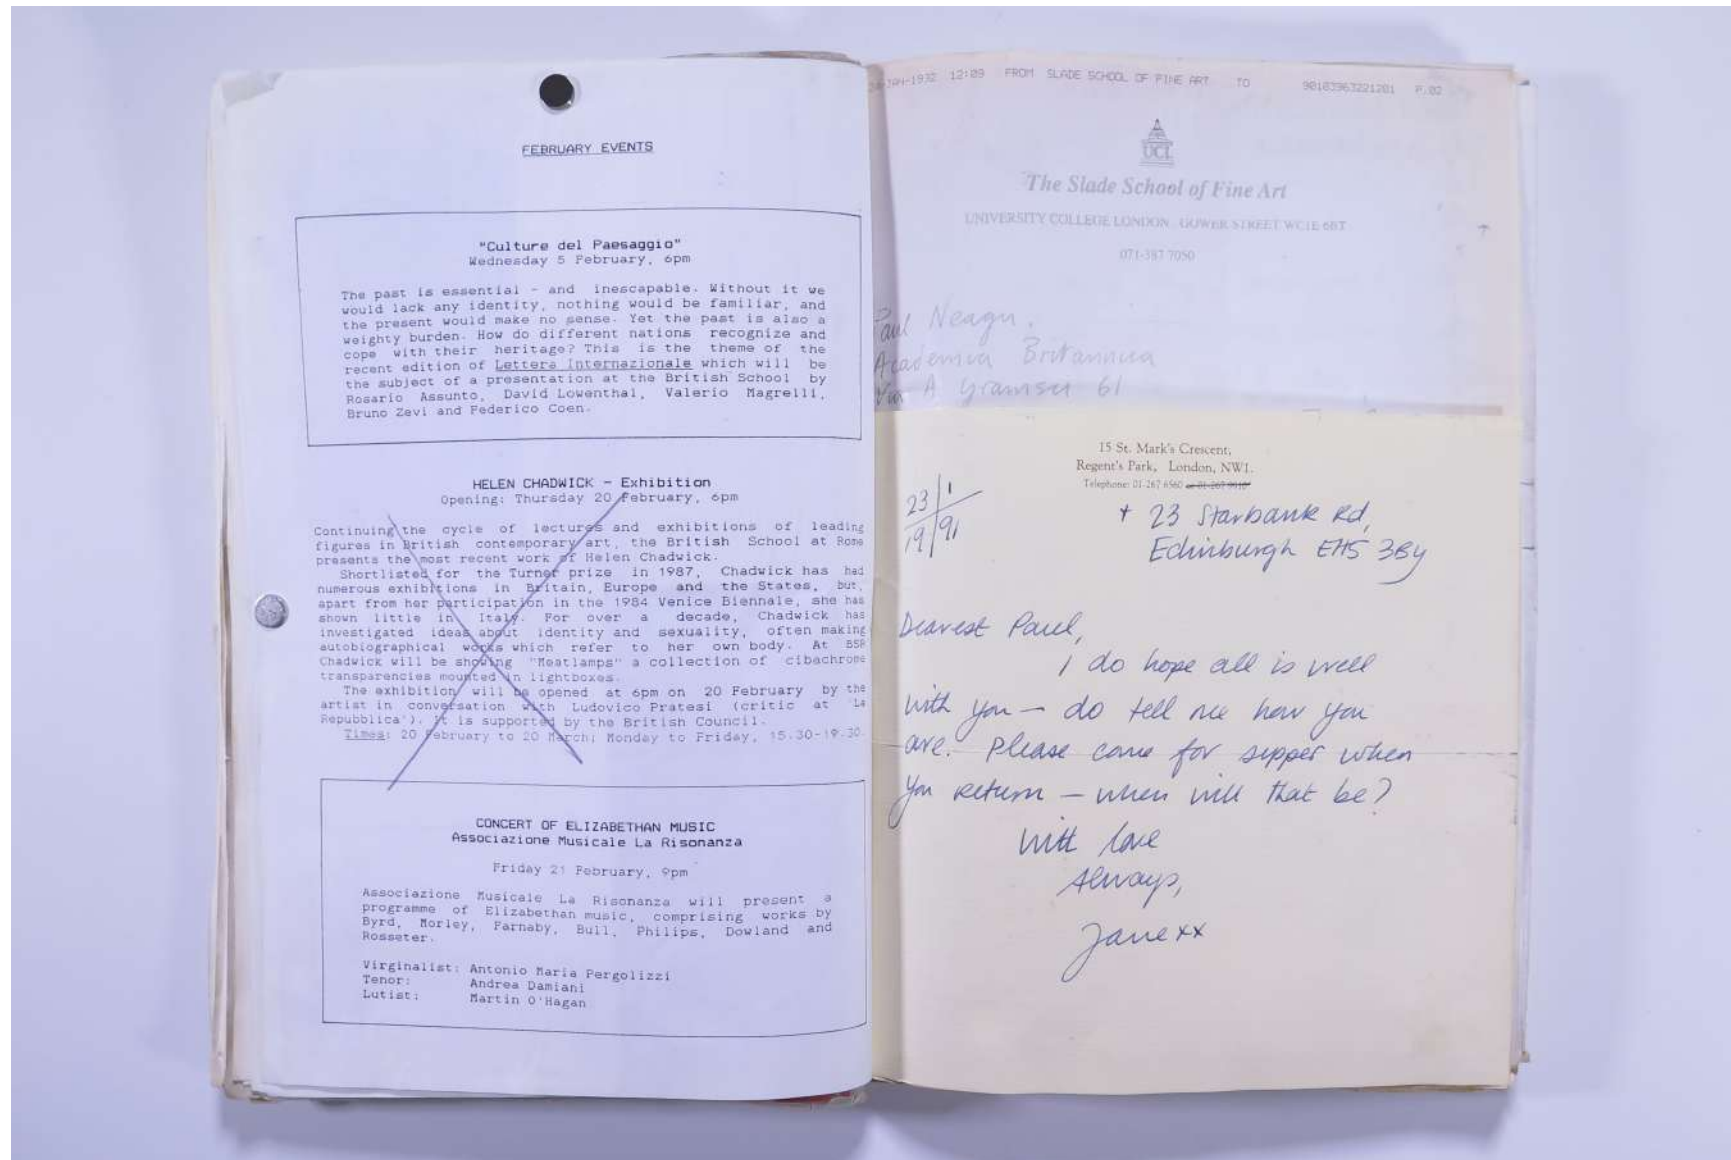 FEBRUARY EVENTS
"Culture del Paesaggio"
Wednesday 5 February, 6pm
The past is essential - and inescapable. Without it we
would lack any identity, nothing would be familiar, and
the present would make no sense. Yet the past is also a
weighty burden. How do different nations recognize and
cope with their heritage? This is the theme of the
recent edition of Lettera Internazionale which will be
the subject of a presentation at the British School by
Rosario Assunto, David Lowenthal, Valerio Magrelli,
Bruno Zevi and Federico Coen.
HELEN CHADWICK - Exhibition
Opening: Thursday 20 February, 6pm
Continuing the cycle of lectures and exhibitions of leading
figures in British contemporary art, the British School at Rome
presents the most recent work of Helen Chadwick.
Shortlisted for the Turner prize in 1987, Chadwick has had
numerous exhibitions in Britain, Europe and the States, but,
apart from her participation in the 1984 Venice Biennale, she has
shown little in Italy. For over a decade, Chadwick has
investigated ideas about identity and sexuality, often making
autobiographical works which refer to her own body. At BSR
Chadwick will be showing "Meatlamps" a collection of cibachrome
transparencies mounted in lightboxes.
The exhibition will be opened at 6pm on 20 February by the
artist in conversation with Ludovico Pratesi (critic at 'La
Repubblica'). It is supported by the British Council.
Times: 20 February to 20 March; Monday to Friday, 15.30-19.30.
CONCERT OF ELIZABETHAN MUSIC
Associazione Musicale La Risonanza
Friday 21 February, 9pm
Associazione Musicale La Risonanza will present a
programme of Elizabethan music, comprising works by
Byrd, Morley, Farnaby, Bull, Philips, Dowland and
Rosseter.
Virginalist: Antonio Maria Pergolizzi
Tenor: Andrea Damiani
Lutist: Martin O'Hagan
JAN-1932 12:09 FROM SLADE SCHOOL OF FINE ART TO 90103963221201 P.02
UCL
The Slade School of Fine Art
UNIVERSITY COLLEGE LONDON GOWER STREET WC1E 6BT
071-387 7050
Paul Neagu.
Academia Britannica
Via A Gramsci 61
15 St. Mark's Crescent,
Regent's Park, London, NW1.
Telephone: 01-267 6560
23/1
19/91
+ 23 Starbank Rd,
Edinburgh EH5 3BY
Dearest Paul,
I do hope all is well
with you - do tell me how you
are. Please come for supper when
you return - when will that be?
With love
Always,
Jane xx